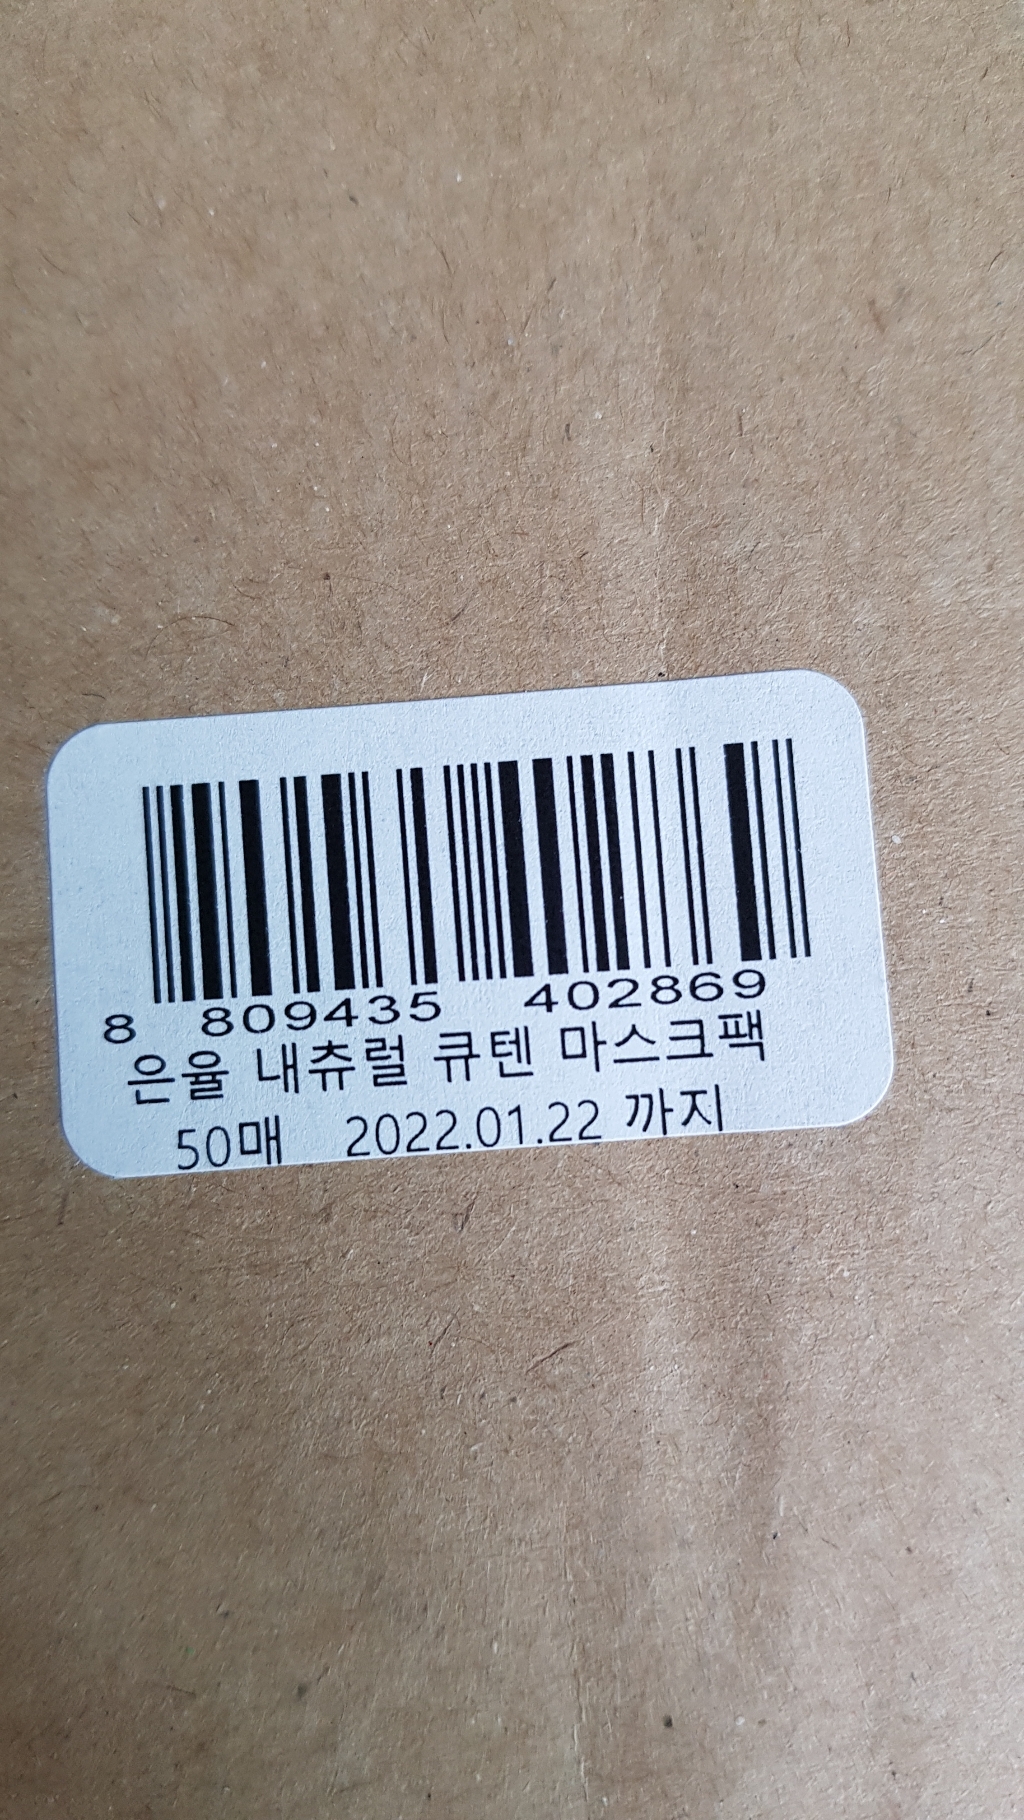 8 809435 402869
은율 내츄럴 큐텐 마스크팩
50매 2022.01.22 까지